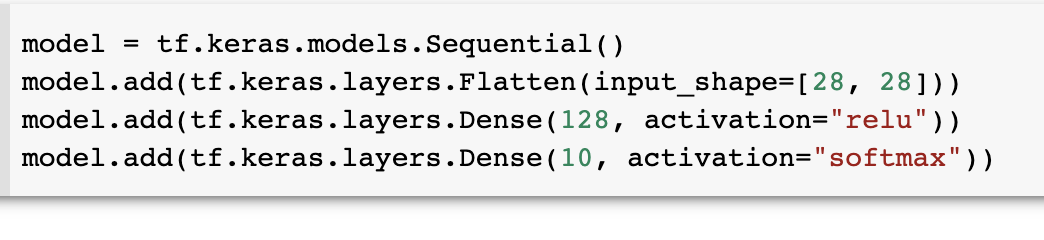 model = tf.keras.models.Sequential()
model.add(tf.keras.layers.Flatten(input_shape=[28, 28]))
model.add(tf.keras.layers.Dense(128, activation="relu"))
model.add(tf.keras.layers.Dense(10, activation="softmax"))